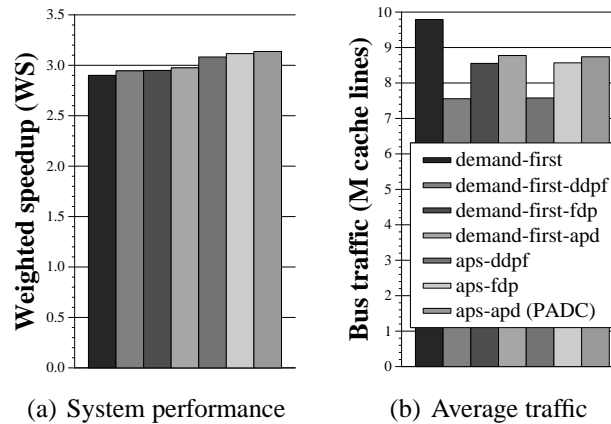 Weighted speedup (WS)
3.5
3.0
2.5
2.0
1.5
1.0
0.5
0.0
(a) System performance
Bus traffic (M cache lines)
10
9
8
7
6
5
4
3
2
1
0
demand-first
demand-first-ddpf
demand-first-fdp
demand-first-apd
aps-ddpf
aps-fdp
aps-apd (PADC)
(b) Average traffic